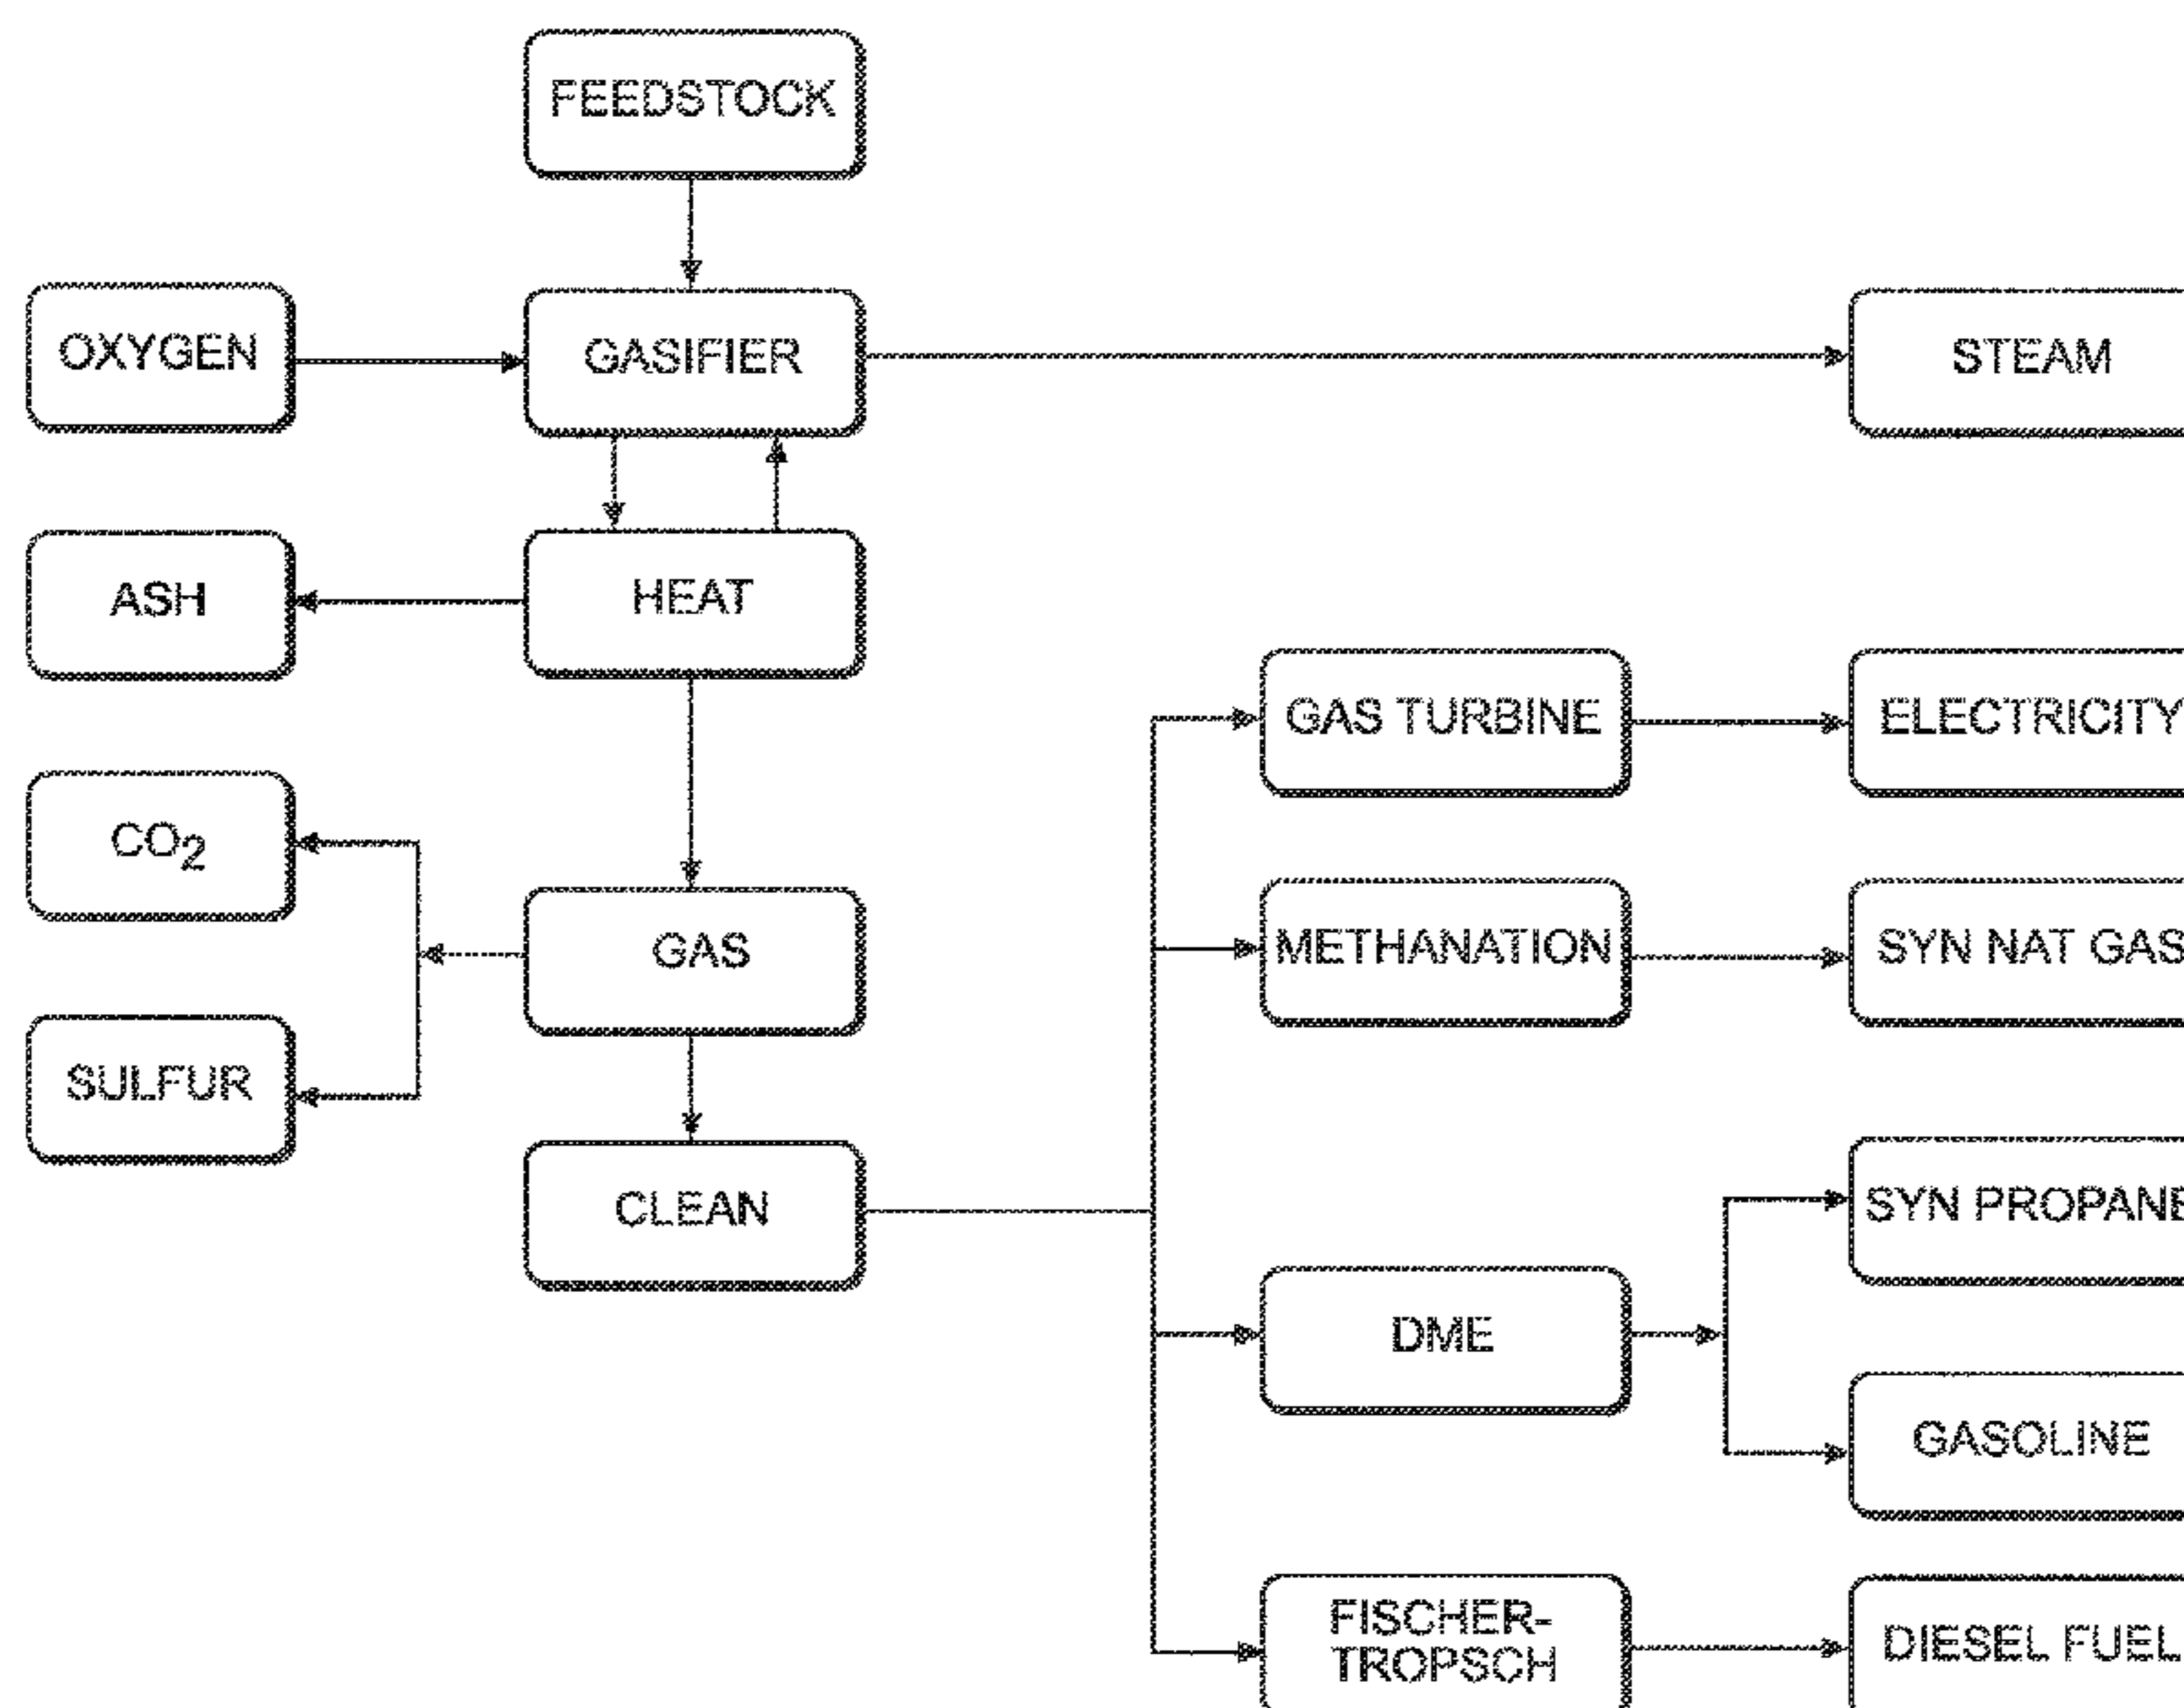 FEEDSTOCK
OXYGEN
GASIFIER
STEAM
ASH
HEAT
GAS TURBINE
ELECTRICITY
CO2
GAS
METHANATION
SYN NAT GAS
SULFUR
CLEAN
SYN PROPANE
DME
GASOLINE
FISCHER-
TROPSCH
DIESEL FUEL